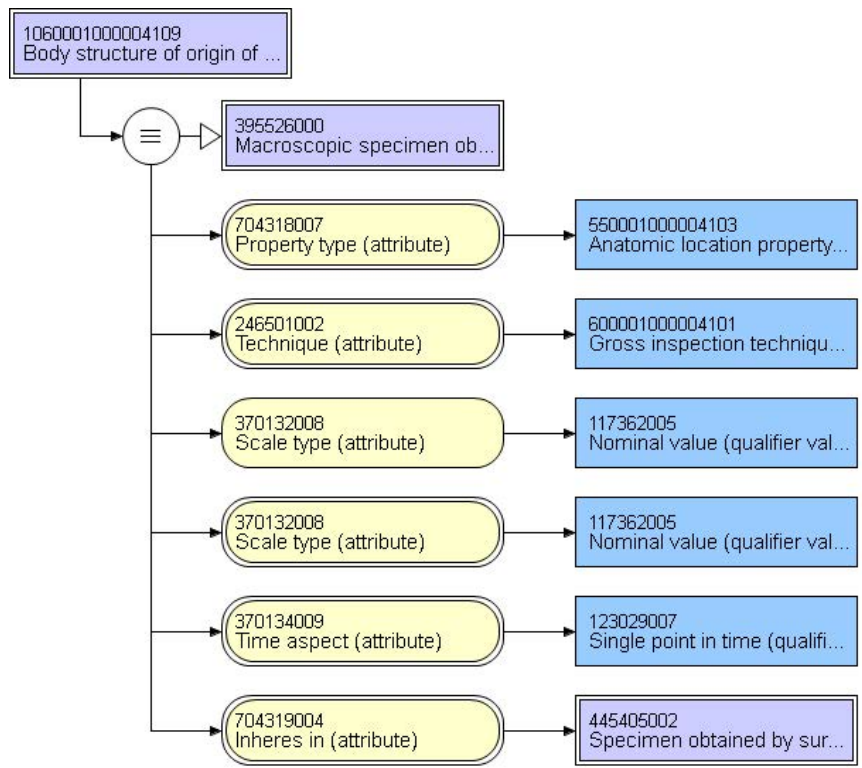 1060001000004109
Body structure of origin of ...
395526000
Macroscopic specimen ob...
704318007
Property type (attribute)
550001000004103
Anatomic location property...
246501002
Technique (attribute)
600001000004101
Gross inspection techniqu...
370132008
Scale type (attribute)
117362005
Nominal value (qualifier val...
370132008
Scale type (attribute)
117362005
Nominal value (qualifier val...
370134009
Time aspect (attribute)
123029007
Single point in time (qualifi...
704319004
Inheres in (attribute)
445405002
Specimen obtained by sur...